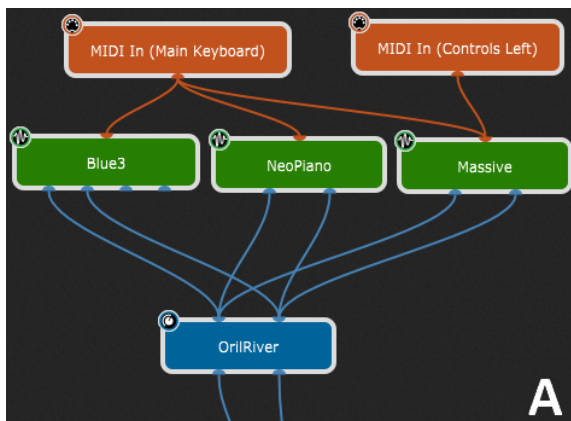 MIDI In (Main Keyboard)
MIDI In (Controls Left)
Blue3
NeoPiano
Massive
OrilRiver
A